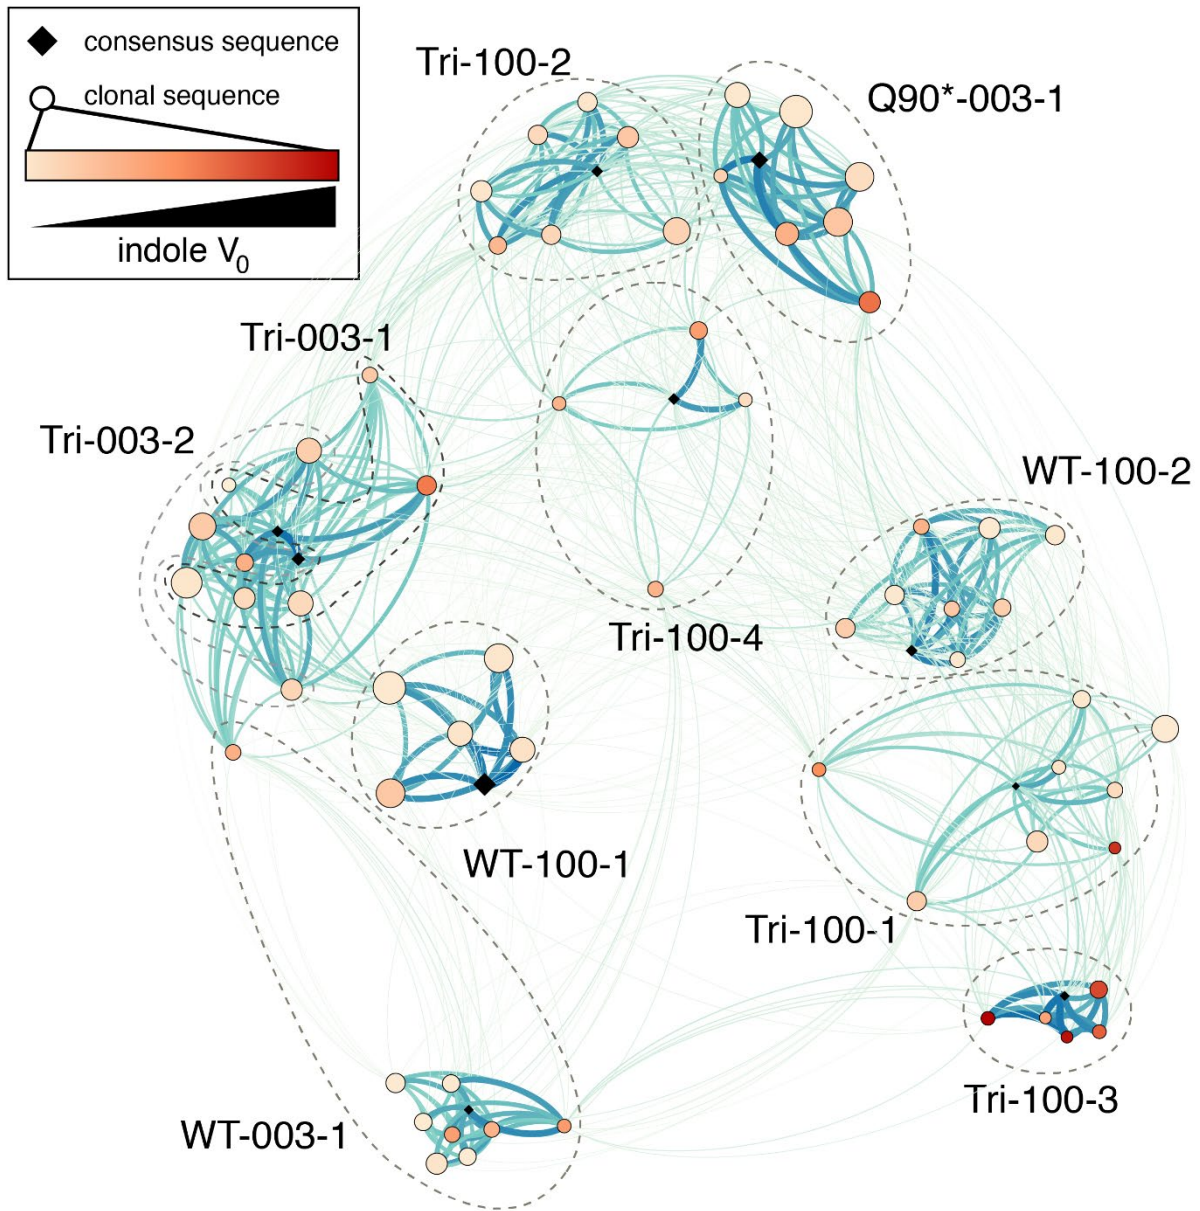 consensus sequence
clonal sequence
indole V₀
Tri-100-2
Q90*-003-1
Tri-003-1
Tri-003-2
WT-100-2
Tri-100-4
WT-100-1
Tri-100-1
Tri-100-3
WT-003-1